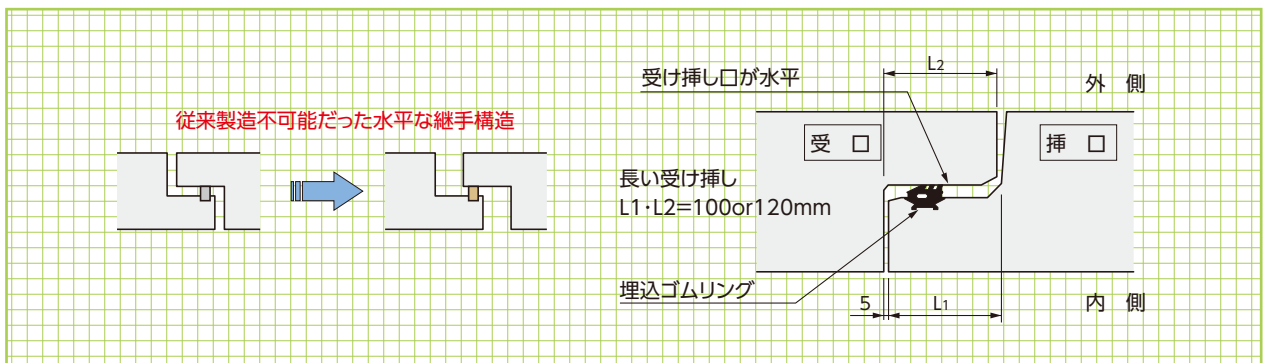 従来製造不可能だった水平な継手構造
受け挿し口が水平
L2
外 側
受 口
挿 口
長い受け挿し
L1・L2=100or120mm
埋込ゴムリング
5
L1
内 側